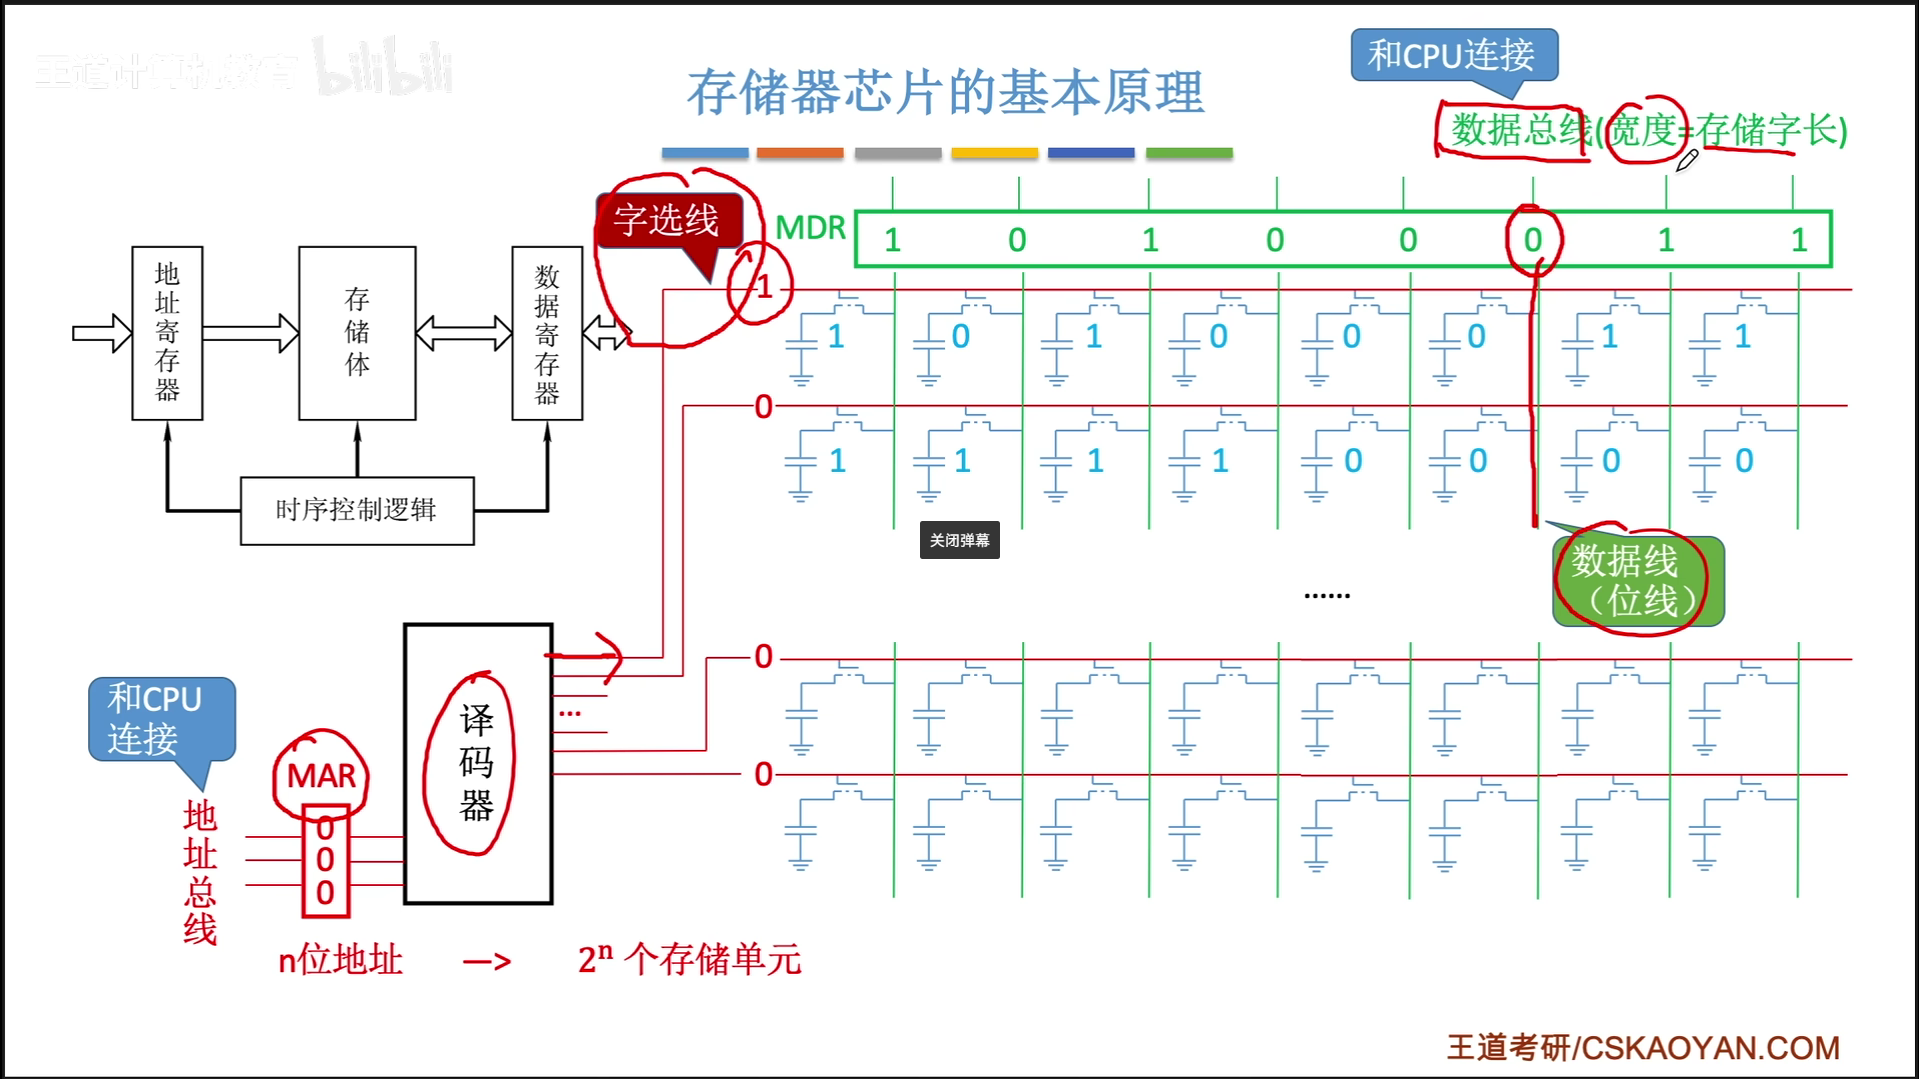 王道计算机教育 bilibili
存储器芯片的基本原理
和CPU连接
数据总线(宽度=存储字长)
字选线
MDR 1 0 1 0 0 0 1 1
1
地址寄存器
存储体
数据寄存器
1 0 1 0 0 0 1 1
0
1 1 1 1 0 0 0 0
时序控制逻辑
关闭弹幕
数据线
（位线）
......
0
0
译码器
...
和CPU
连接
MAR
0
0
0
地址总线
n位地址 —> 2ⁿ 个存储单元
王道考研/CSKAOYAN.COM